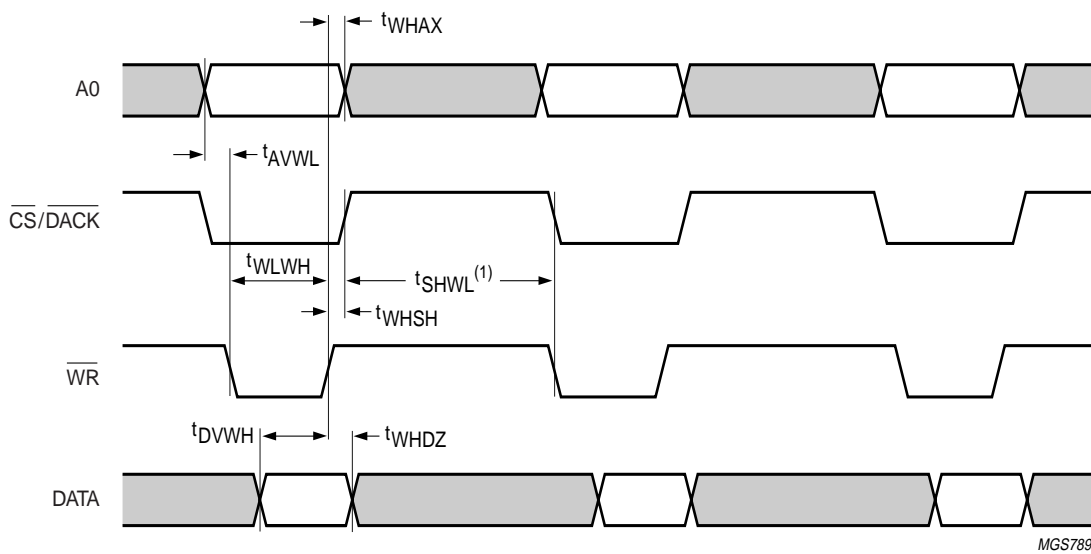 tWHAX
A0
tAVWL
CS/DACK
tWLWH
tSHWL(1)
tWHSH
WR
tDVWH
tWHDZ
DATA
MGS789